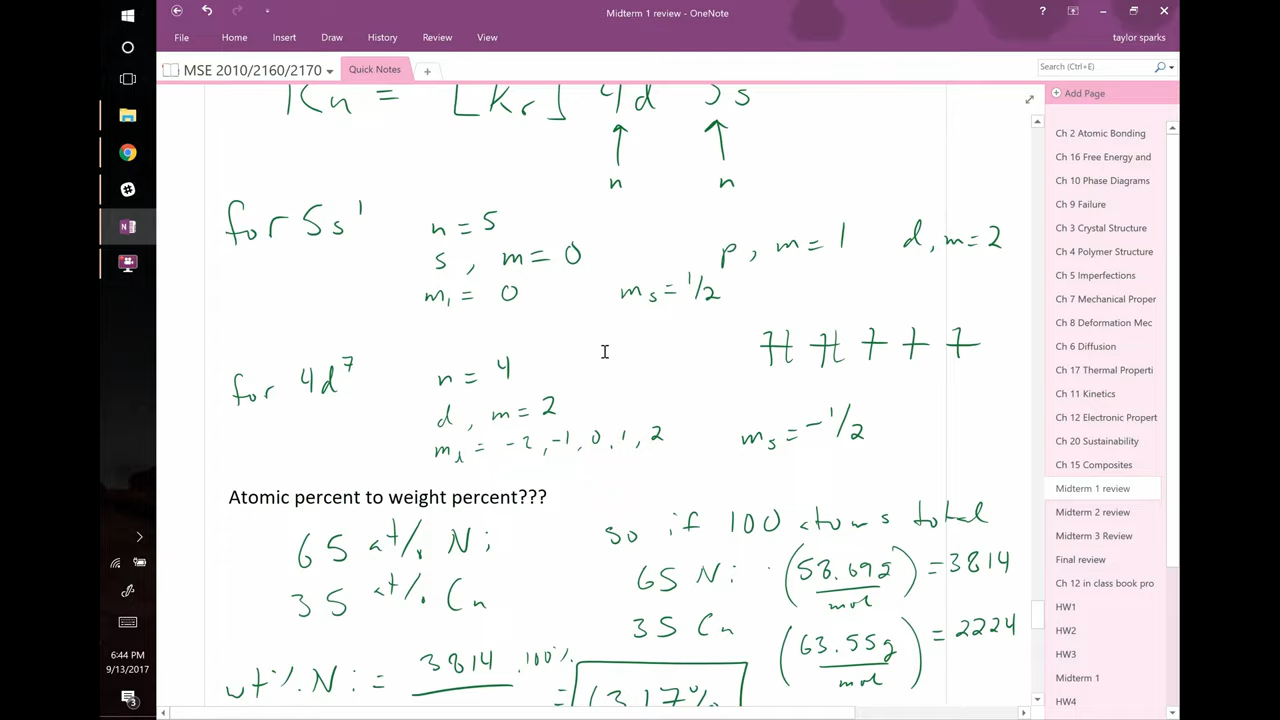 Midterm 1 review - OneNote
taylor sparks
File Home Insert Draw History Review View
MSE 2010/2160/2170
Quick Notes
Search (Ctrl+E)
Add Page
= [Kr] 4d 5s
n n
for 5s¹ n = 5
s, m = 0 p, m = 1 d, m = 2
m₁ = 0 mₛ = 1/2
for 4d⁷ n = 4
d, m = 2
mₗ = -2, -1, 0, 1, 2 mₛ = -1/2
Atomic percent to weight percent???
65 at% Ni so if 100 atoms total
35 at% Cu 65 Ni · (58.69g/mol) = 3814
35 Cu (63.55g/mol) = 2224
wt% Ni = 3814 · 100% =
Ch 2 Atomic Bonding
Ch 16 Free Energy and
Ch 10 Phase Diagrams
Ch 9 Failure
Ch 3 Crystal Structure
Ch 4 Polymer Structure
Ch 5 Imperfections
Ch 7 Mechanical Proper
Ch 8 Deformation Mec
Ch 6 Diffusion
Ch 17 Thermal Properti
Ch 11 Kinetics
Ch 12 Electronic Propert
Ch 20 Sustainability
Ch 15 Composites
Midterm 1 review
Midterm 2 review
Midterm 3 Review
Final review
Ch 12 in class book pro
HW1
HW2
HW3
Midterm 1
HW4
6:44 PM
9/13/2017
3